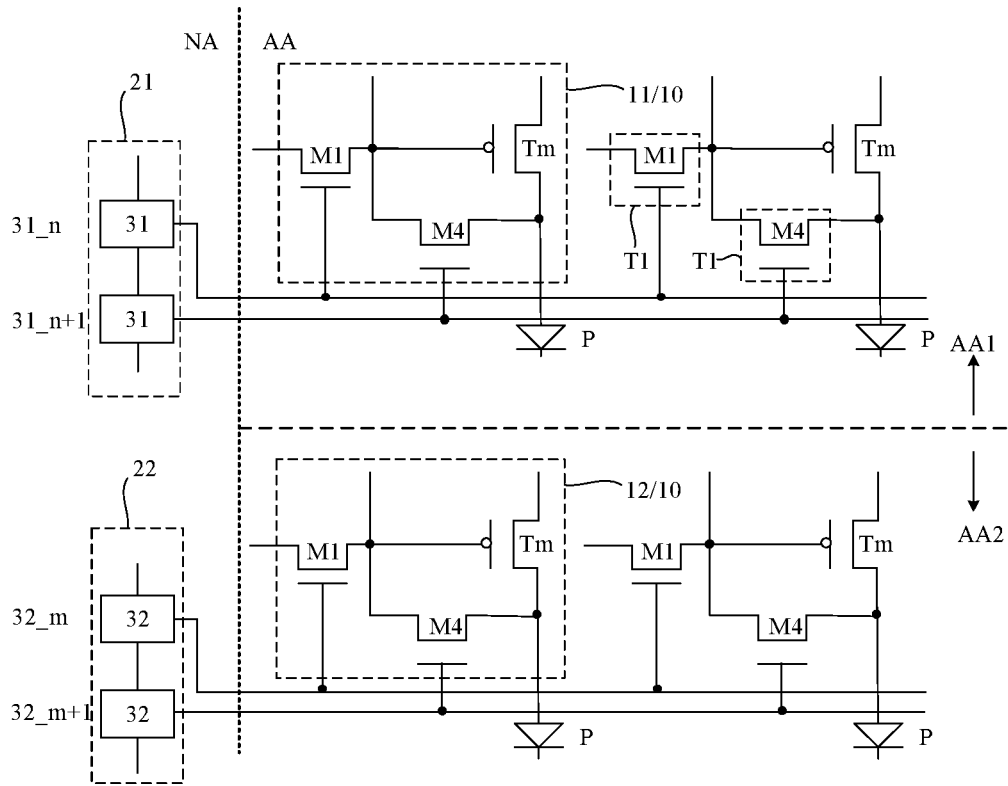 NA AA
21
11/10
M1 Tm M1 Tm
31_n 31
M4 M4
T1 T1
31_n+1 31
P P
AA1
22
12/10
AA2
M1 Tm M1 Tm
32_m 32
M4 M4
32_m+1 32
P P